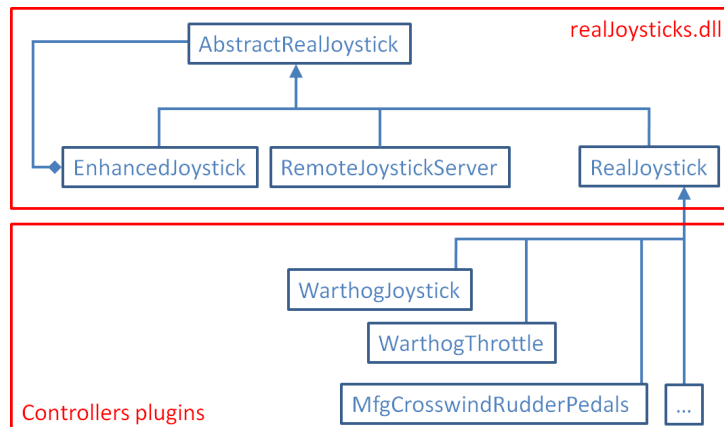 realJoysticks.dll
AbstractRealJoystick
EnhancedJoystick
RemoteJoystickServer
RealJoystick
WarthogJoystick
WarthogThrottle
MfgCrosswindRudderPedals
...
Controllers plugins